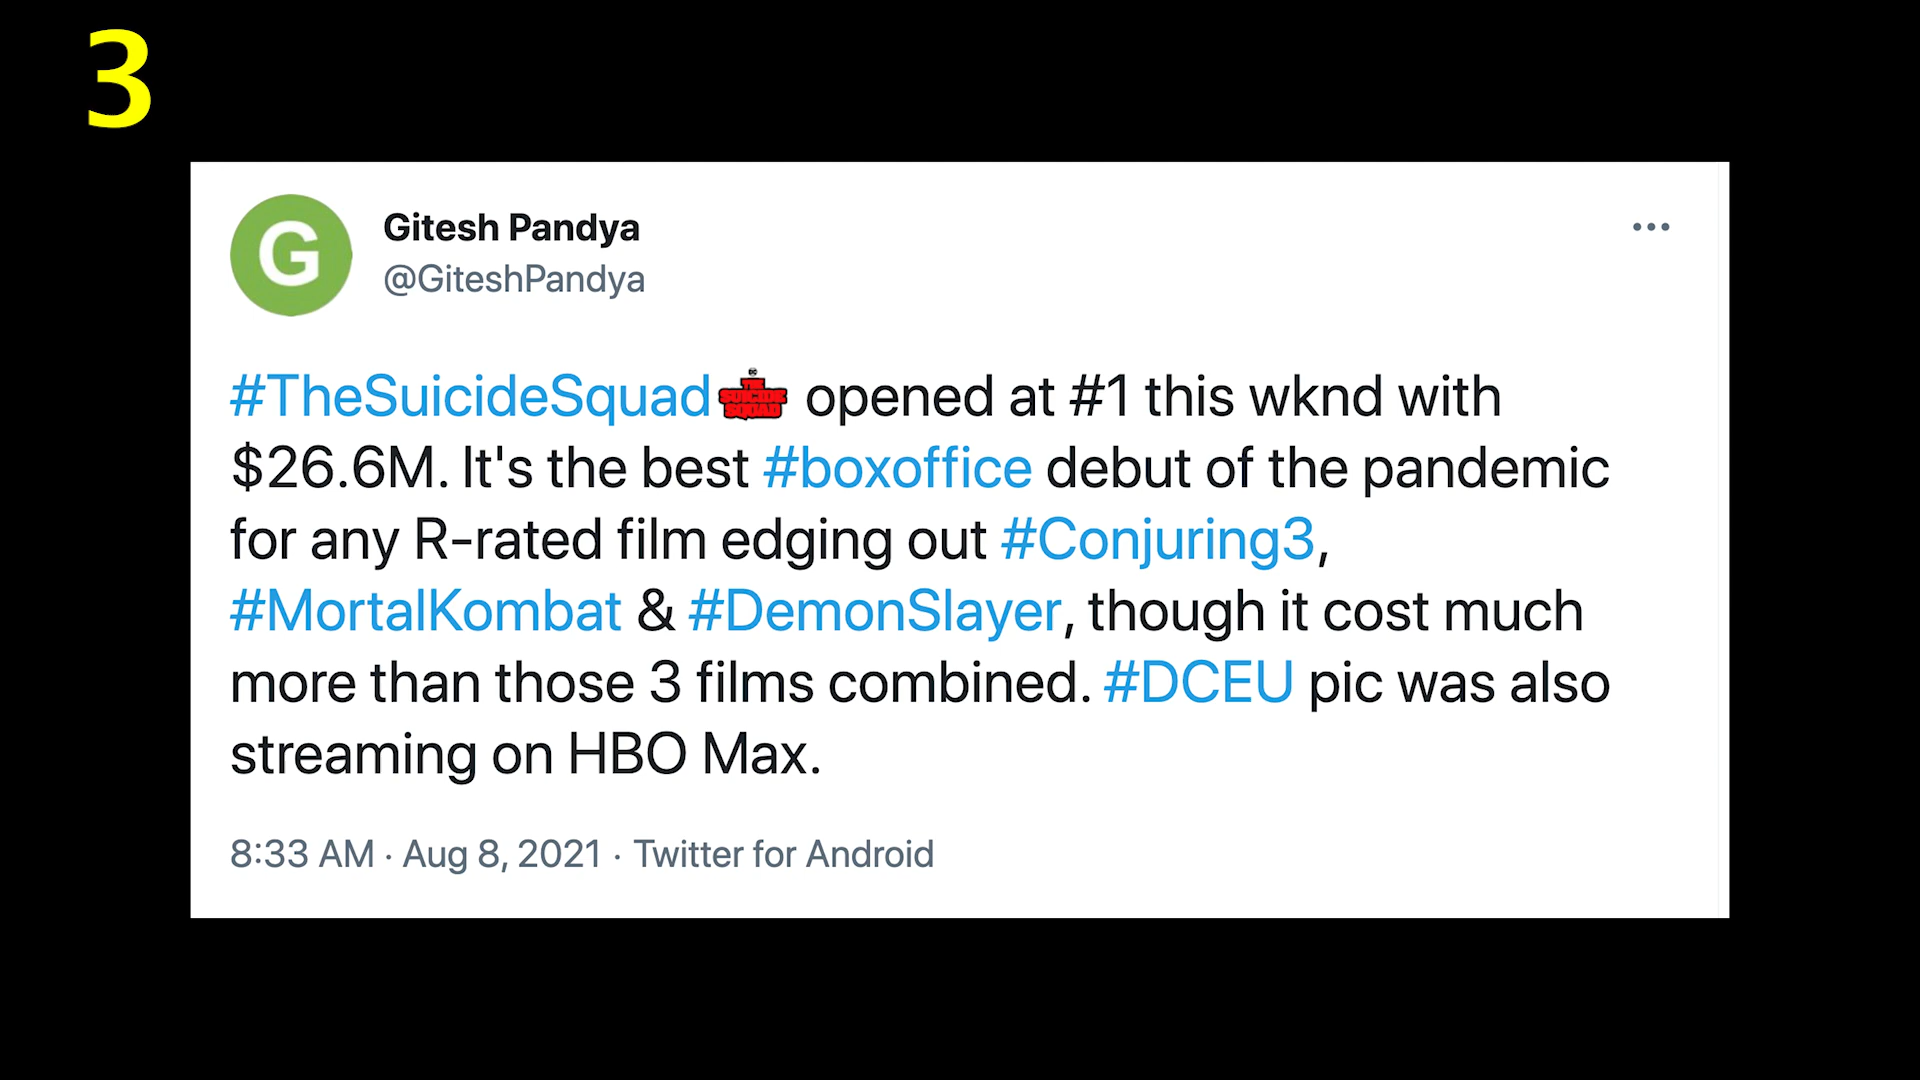 3
G
Gitesh Pandya
@GiteshPandya
#TheSuicideSquad THE SUICIDE SQUAD opened at #1 this wknd with
$26.6M. It's the best #boxoffice debut of the pandemic
for any R-rated film edging out #Conjuring3,
#MortalKombat & #DemonSlayer, though it cost much
more than those 3 films combined. #DCEU pic was also
streaming on HBO Max.
8:33 AM · Aug 8, 2021 · Twitter for Android